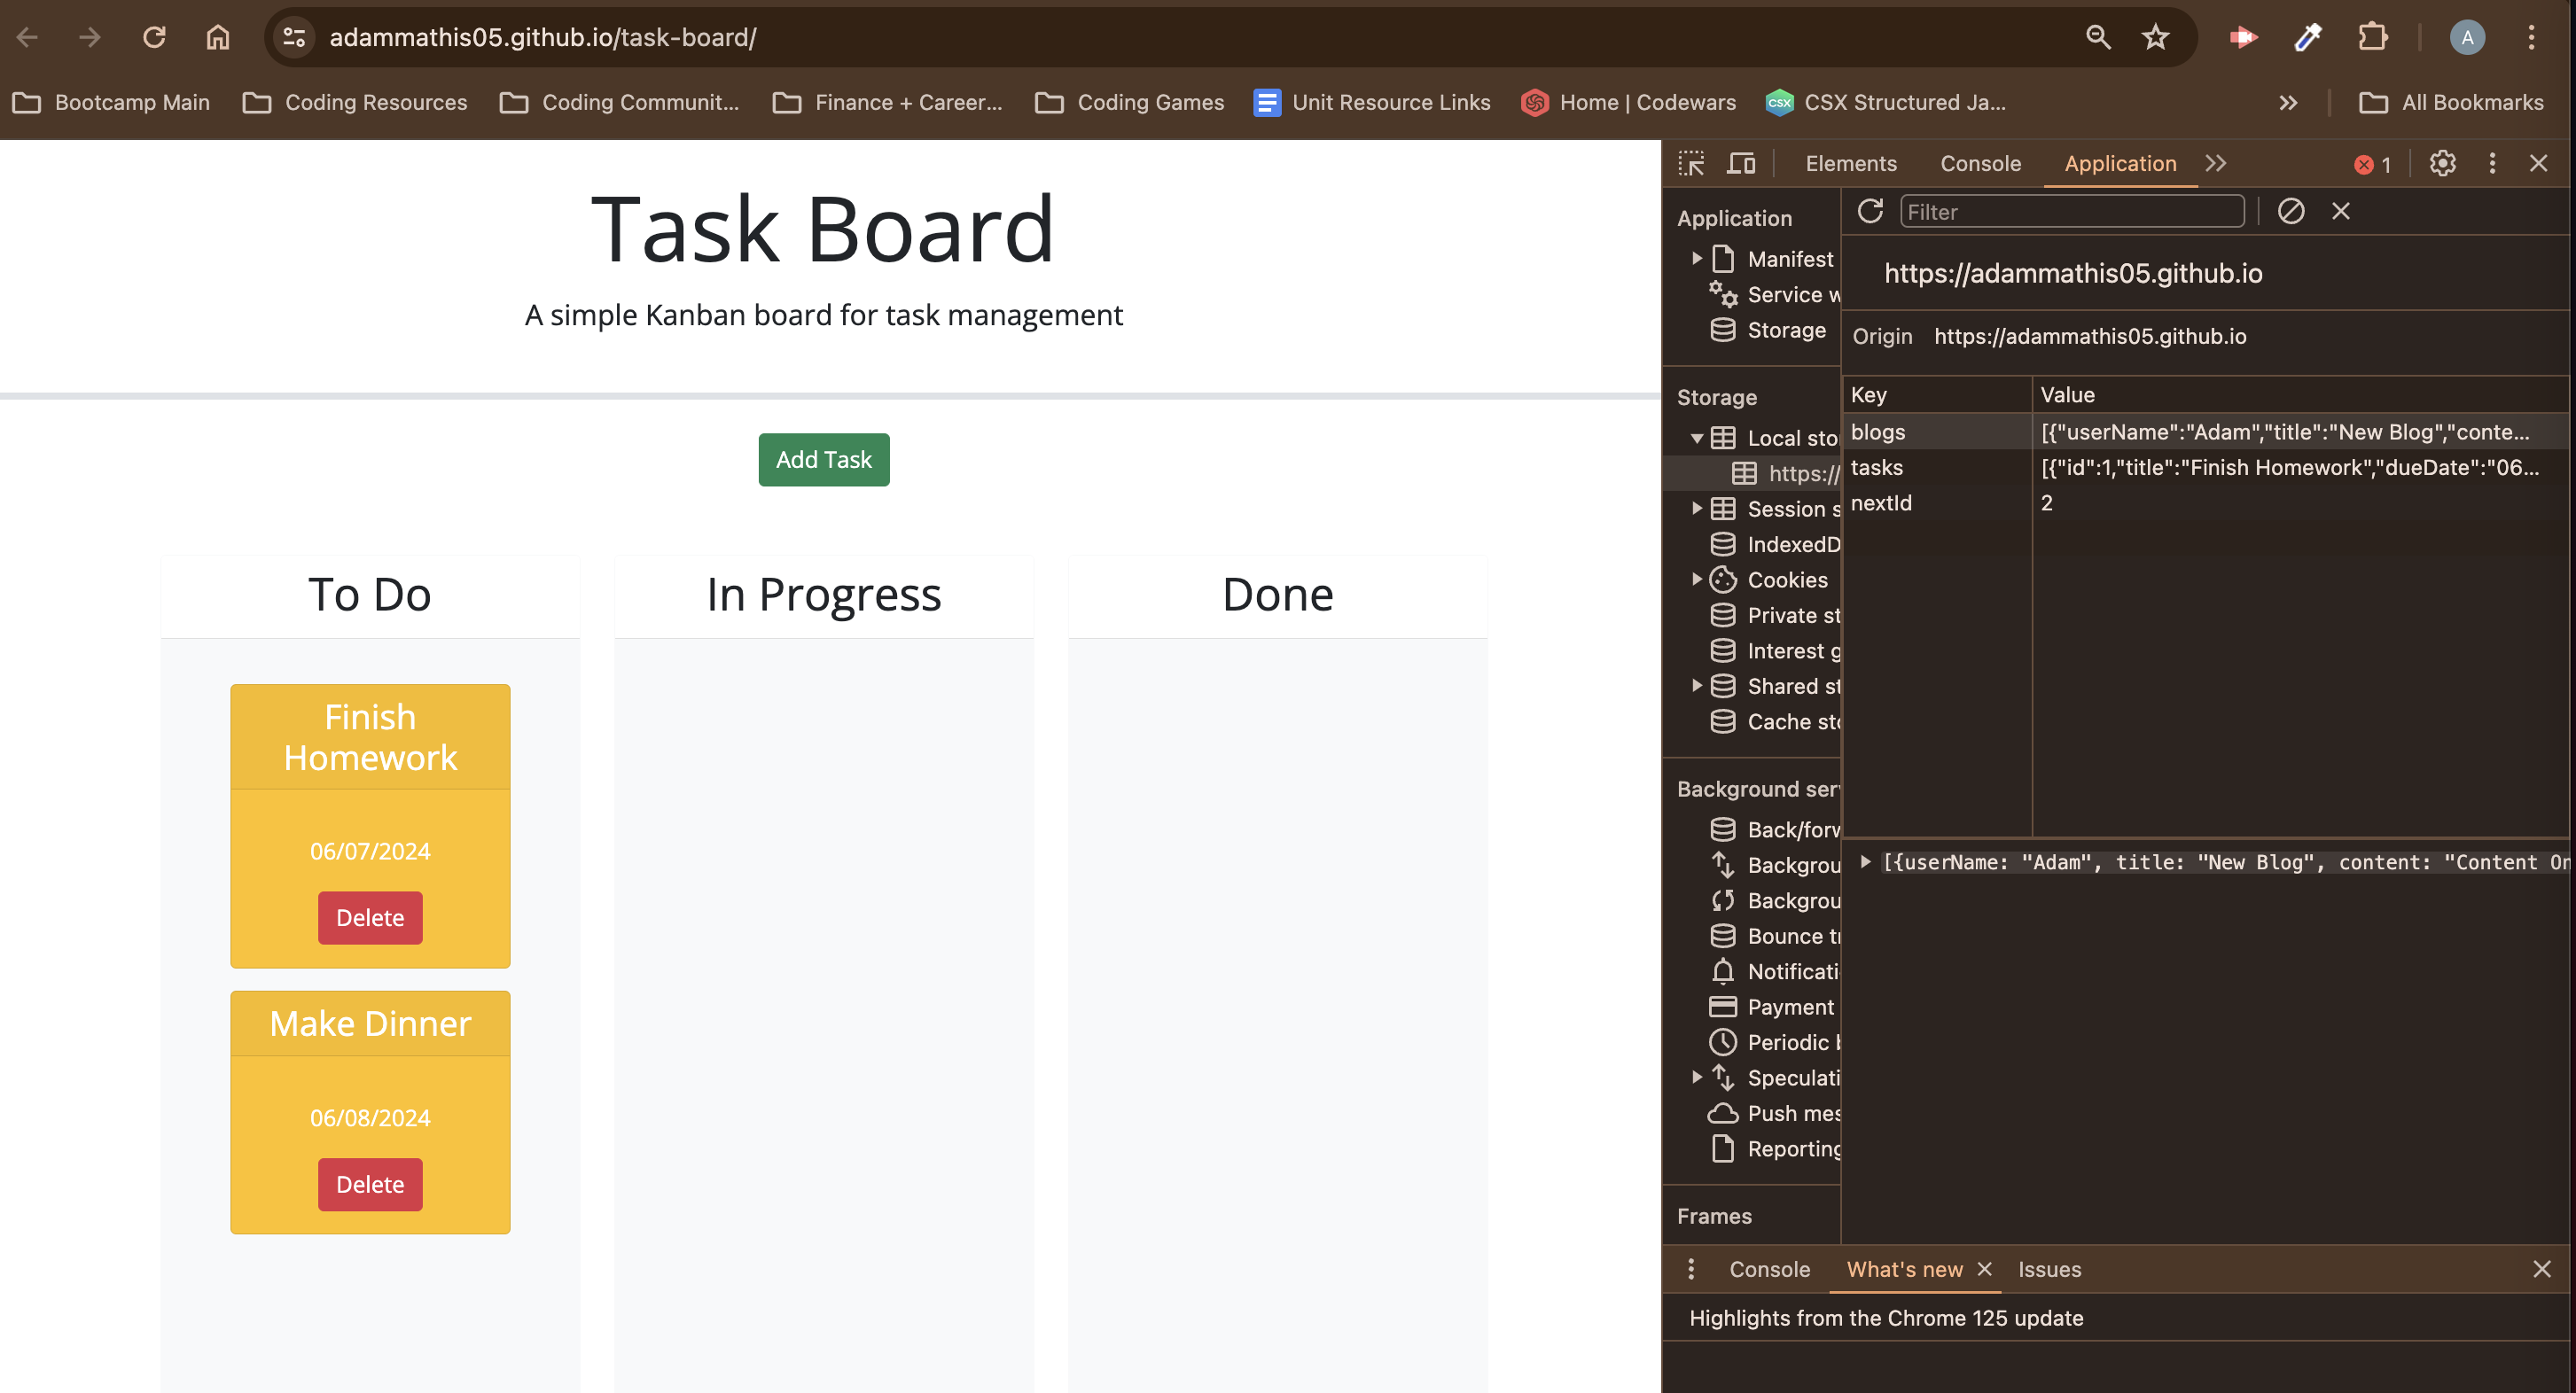 adammathis05.github.io/task-board/
A
Bootcamp Main
Coding Resources
Coding Communit...
Finance + Career...
Coding Games
Unit Resource Links
Home | Codewars
CSX
CSX Structured Ja...
All Bookmarks
Task Board
A simple Kanban board for task management
Add Task
To Do
In Progress
Done
Finish
Homework
06/07/2024
Delete
Make Dinner
06/08/2024
Delete
Elements
Console
Application
1
Application
Manifest
Service w
Storage
Storage
Local sto
https://
Session s
IndexedD
Cookies
Private st
Interest g
Shared st
Cache sto
Background ser
Back/forw
Backgrou
Backgrou
Bounce tr
Notificati
Payment
Periodic b
Speculati
Push mes
Reporting
Frames
Filter
https://adammathis05.github.io
Origin https://adammathis05.github.io
Key Value
blogs [{"userName":"Adam","title":"New Blog","conte...
tasks [{"id":1,"title":"Finish Homework","dueDate":"06...
nextId 2
[{userName: "Adam", title: "New Blog", content: "Content On
Console
What's new
Issues
Highlights from the Chrome 125 update